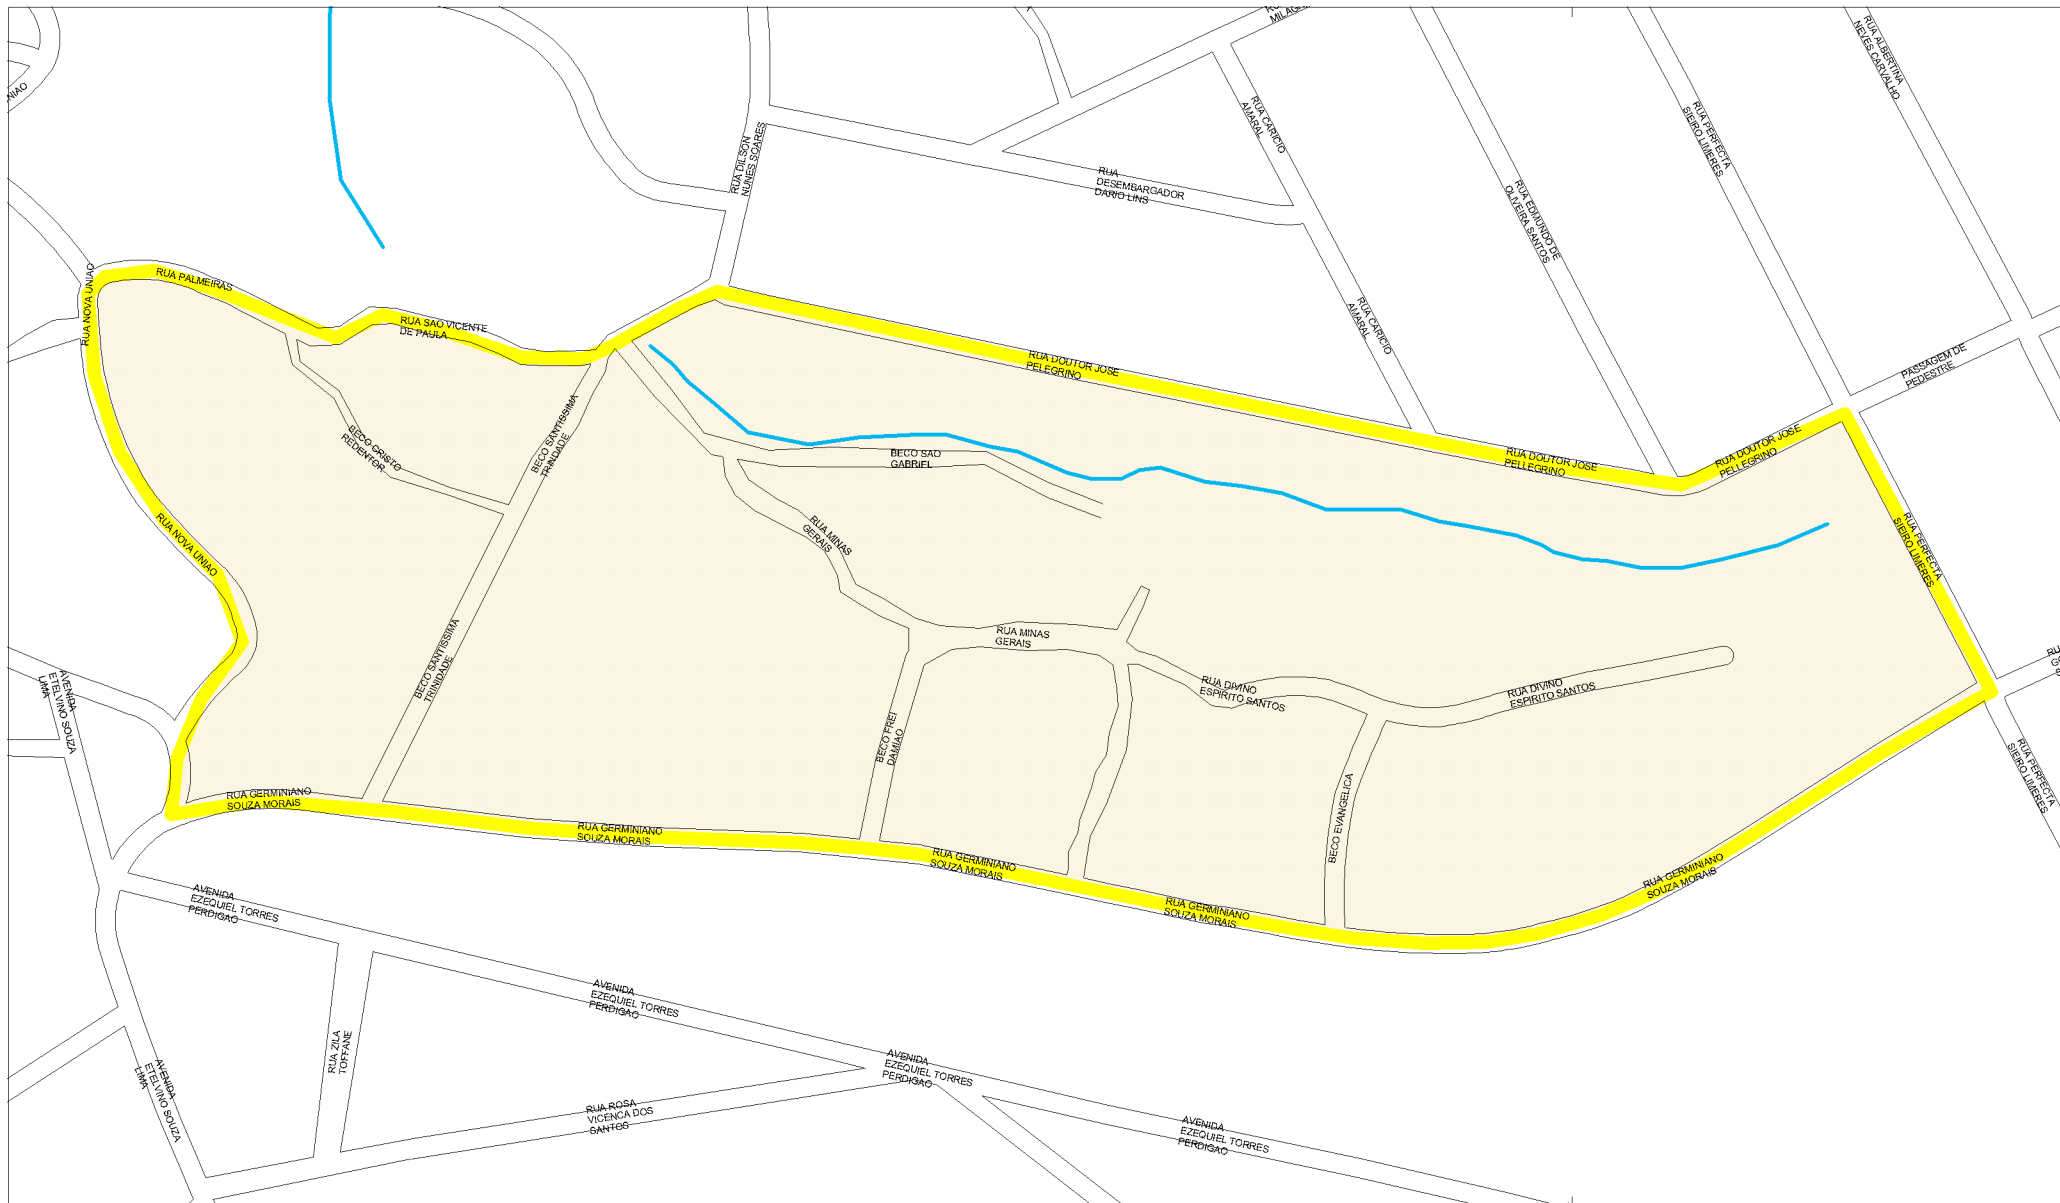 MILAGR
RUA ALBERTINA
NEVES CARVALHO
NIAO
RUA CARICIO
AMARAL
RUA PERFECTA
SIEIRO LIMERES
RUA DILSON
NUNES SOARES
RUA
DESEMBARGADOR
DARIO LINS
RUA EDMUNDO DE
OLIVEIRA SANTOS
RUA NOVA UNIAO
RUA PALMEIRAS
RUA SAO VICENTE
DE PAULA
RUA CARICIO
AMARAL
RUA DOUTOR JOSE
PELEGRINO
PASSAGEM DE
PEDESTRE
BECO CRISTO
REDENTOR
BECO SANTISSIMA
TRINDADE
BECO SAO
GABRIEL
RUA DOUTOR JOSE
PELLEGRINO
RUA DOUTOR JOSE
PELLEGRINO
RUA NOVA UNIAO
RUA MINAS
GERAIS
RUA PERFECTA
SIEIRO LIMERES
RUA MINAS
GERAIS
BECO SANTISSIMA
TRINIDADE
RUA DIVINO
ESPIRITO SANTOS
RUA DIVINO
ESPIRITO SANTOS
AVENIDA
ETELVINO SOUZA
LIMA
BECO FREI
DAMIAO
RUA PERFECTA
SIEIRO LIMERES
RUA GERMINIANO
SOUZA MORAIS
BECO EVANGELICA
RUA GERMINIANO
SOUZA MORAIS
RUA GERMINIANO
SOUZA MORAIS
RUA GERMINIANO
SOUZA MORAIS
RUA GERMINIANO
SOUZA MORAIS
AVENIDA
EZEQUIEL TORRES
PERDIGAO
AVENIDA
EZEQUIEL TORRES
PERDIGAO
RUA ZILA
TOFFANE
AVENIDA
ETELVINO SOUZA
LIMA
AVENIDA
EZEQUIEL TORRES
PERDIGAO
RUA ROSA
VICENCA DOS
SANTOS
AVENIDA
EZEQUIEL TORRES
PERDIGAO